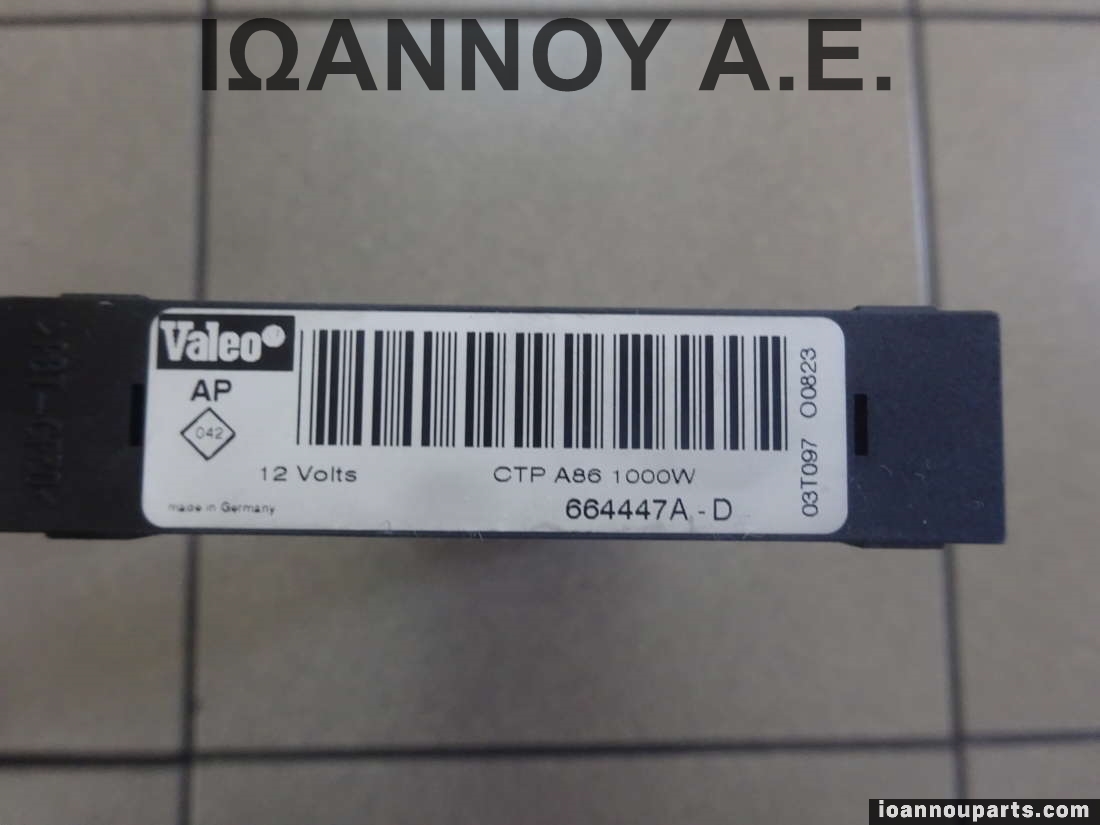 ΙΩΑΝΝΟΥ Α.Ε.
Valeo
AP
042
12 Volts
CTP A86 1000W
made in Germany
664447A - D
03T097 O0823
ioannouparts.com